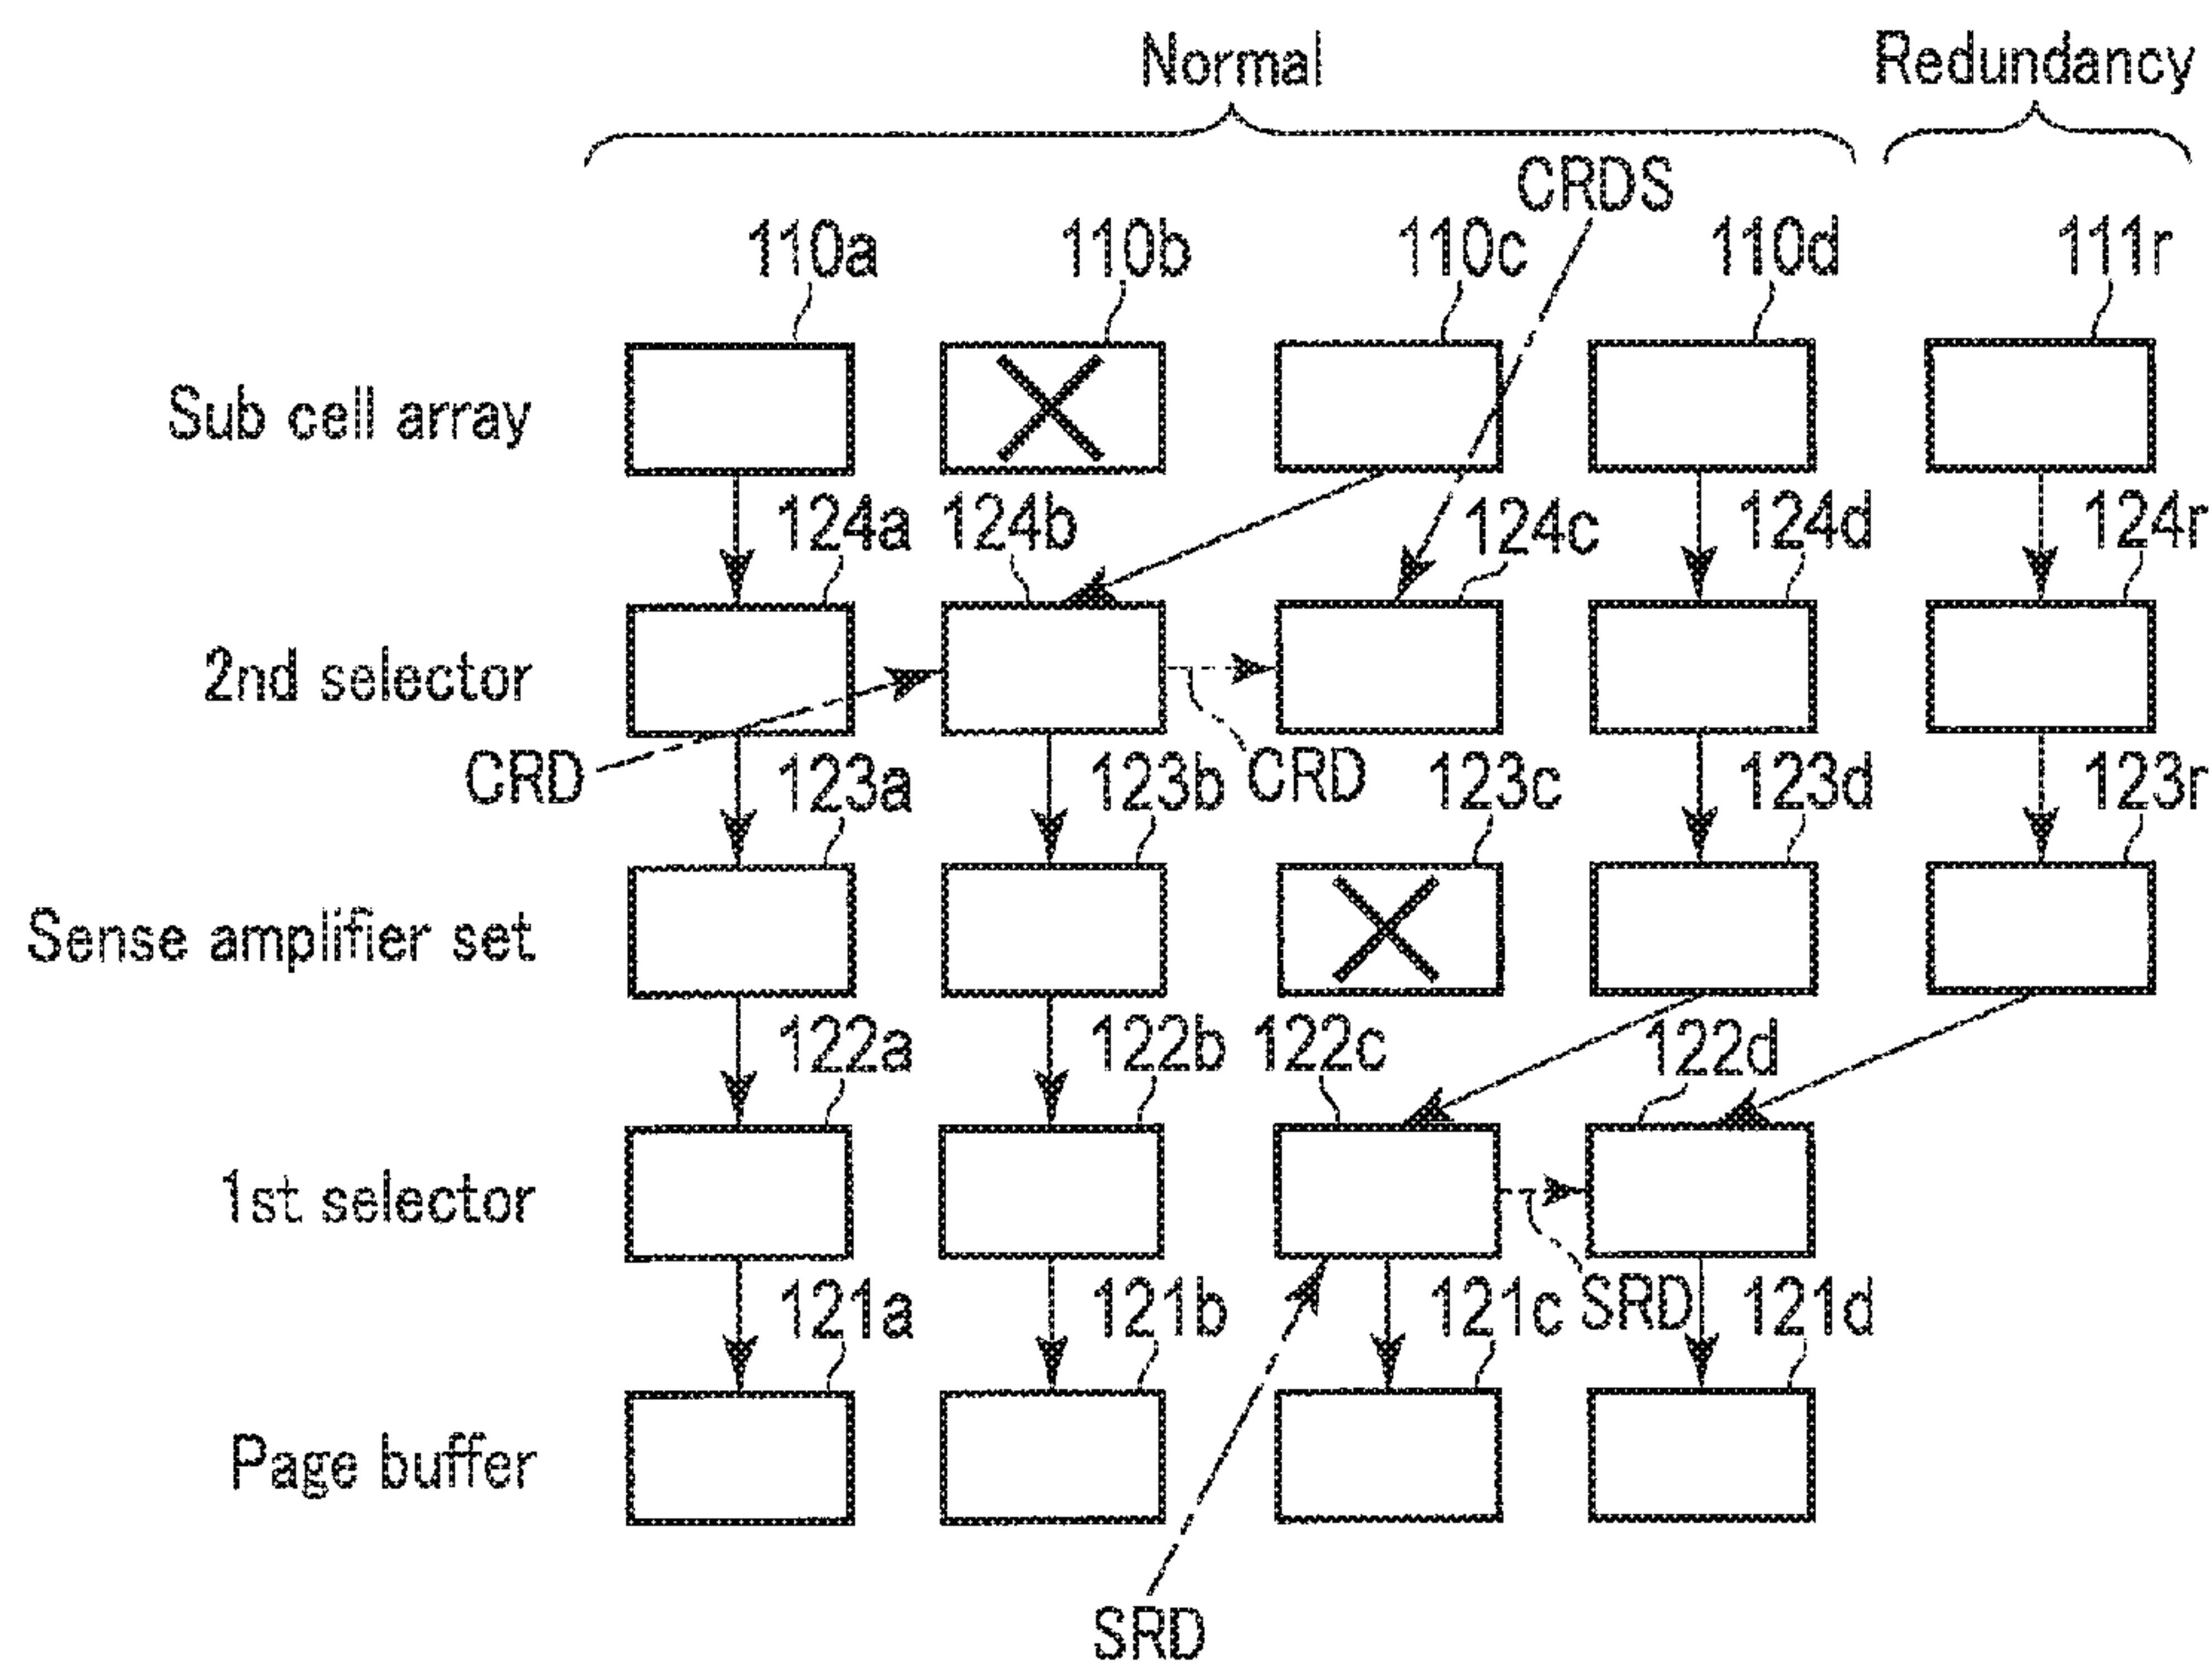 Normal Redundancy
CRDS
110a 110b 110c 110d 111r
Sub cell array
124a 124b 124c 124d 124r
2nd selector
CRD 123a 123b CRD 123c 123d 123r
Sense amplifier set
122a 122b 122c 122d
1st selector
121a 121b 121c SRD 121d
Page buffer
SRD